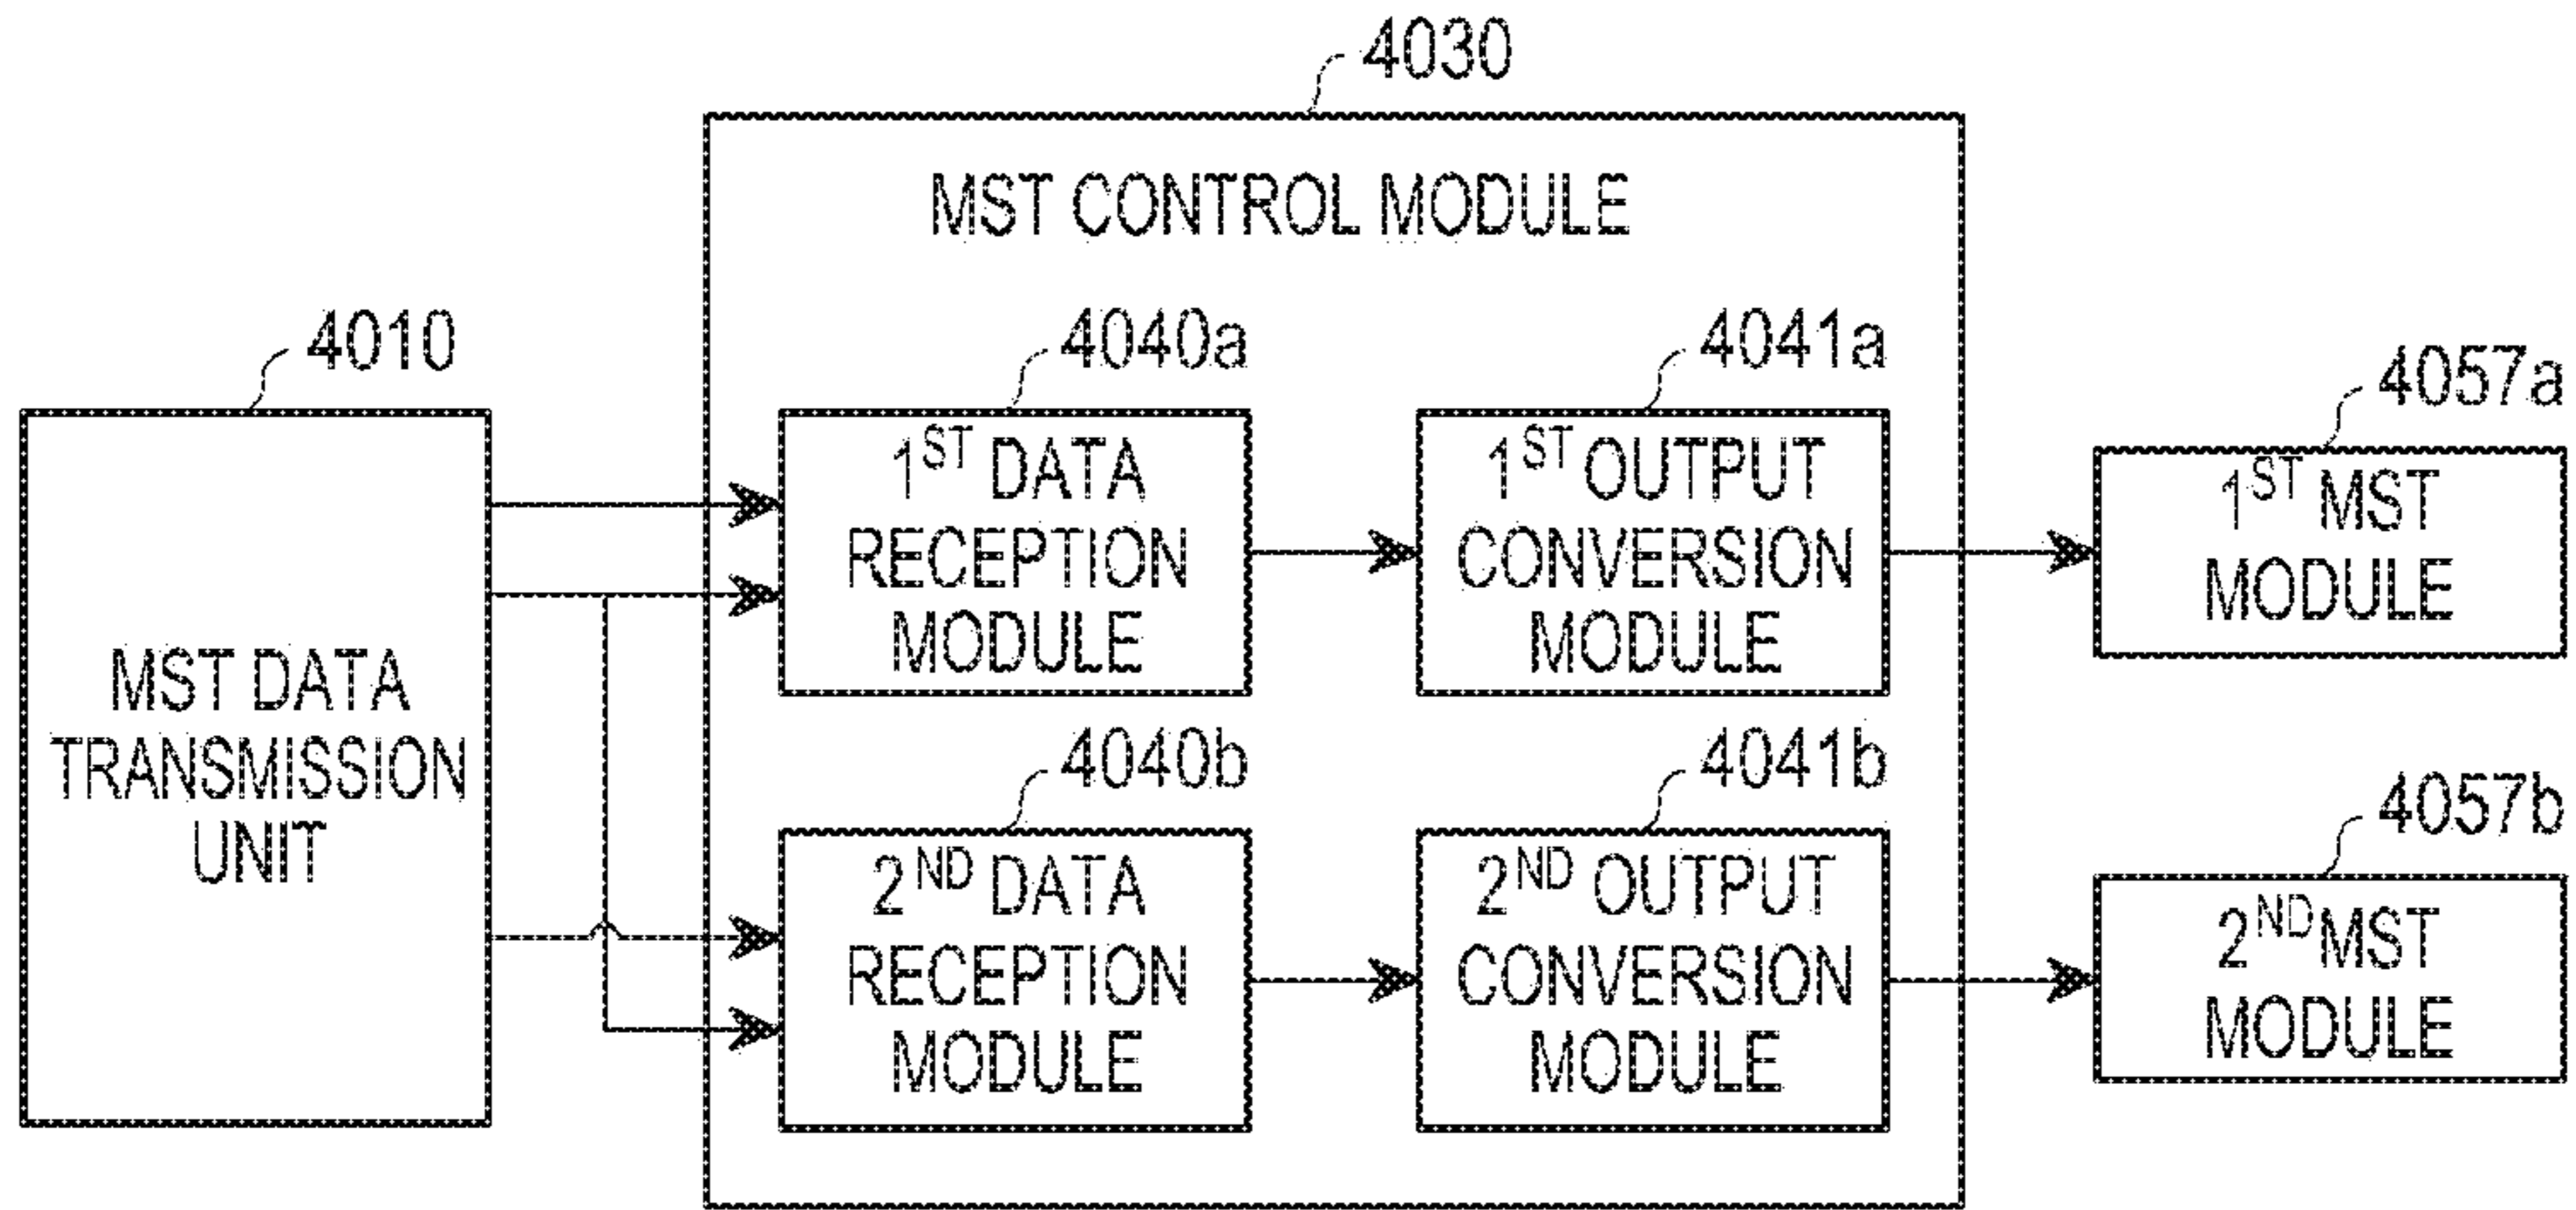 4030
MST CONTROL MODULE
4010
4040a
4041a
4057a
1ST DATA
RECEPTION
MODULE
1ST OUTPUT
CONVERSION
MODULE
1ST MST
MODULE
MST DATA
TRANSMISSION
UNIT
4040b
4041b
4057b
2ND DATA
RECEPTION
MODULE
2ND OUTPUT
CONVERSION
MODULE
2ND MST
MODULE